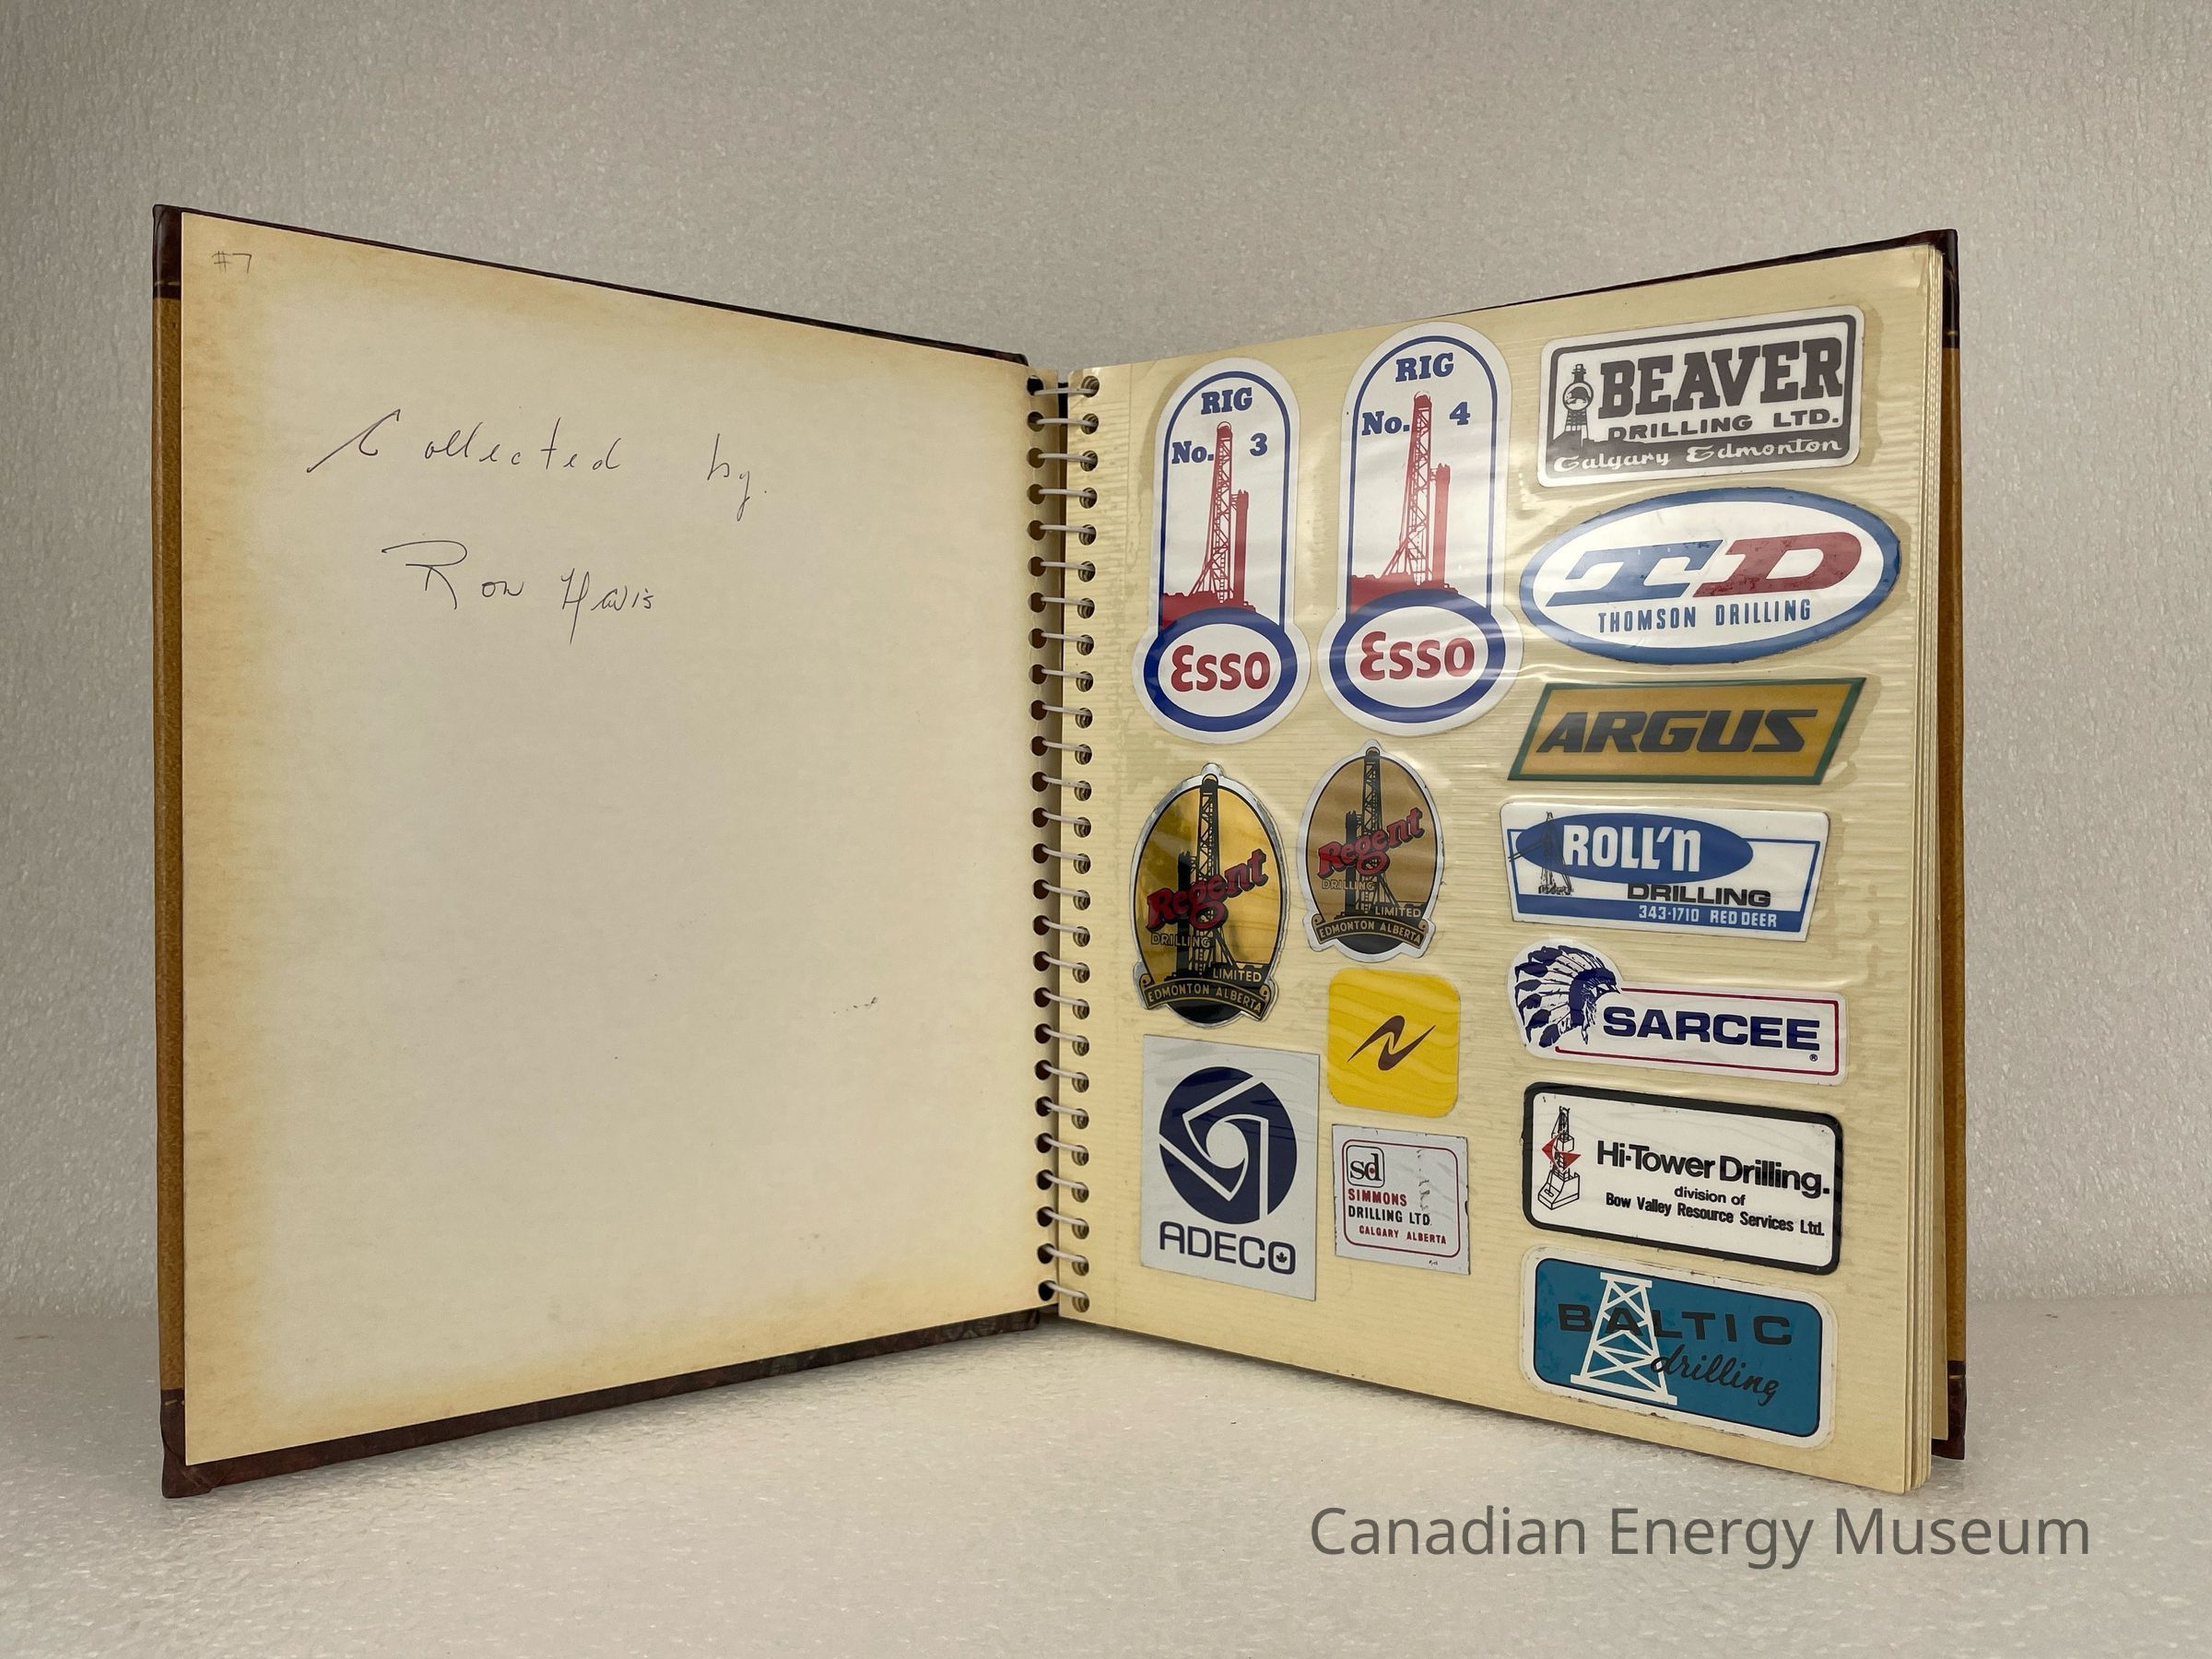 #7
Collected by.
Ron Havis
RIG
No. 3
Esso
RIG
No. 4
Esso
BEAVER
DRILLING LTD.
Calgary Edmonton
TD
THOMSON DRILLING
ARGUS
Regent
DRILLING
LIMITED
EDMONTON ALBERTA
Regent
DRILLING
LIMITED
EDMONTON ALBERTA
ROLL'n
DRILLING
343-1710 RED DEER
SARCEE
®
ADECO
sd
SIMMONS
DRILLING LTD.
CALGARY ALBERTA
Hi-Tower Drilling.
division of
Bow Valley Resource Services Ltd.
BALTIC
drilling
Canadian Energy Museum